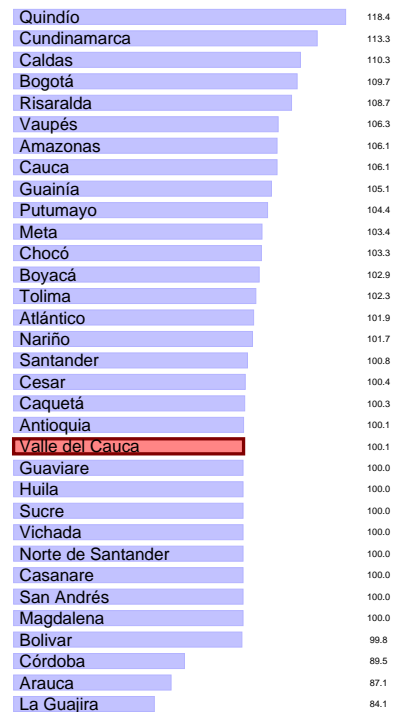 Quindío 118.4
Cundinamarca 113.3
Caldas 110.3
Bogotá 109.7
Risaralda 108.7
Vaupés 106.3
Amazonas 106.1
Cauca 106.1
Guainía 105.1
Putumayo 104.4
Meta 103.4
Chocó 103.3
Boyacá 102.9
Tolima 102.3
Atlántico 101.9
Nariño 101.7
Santander 100.8
Cesar 100.4
Caquetá 100.3
Antioquia 100.1
Valle del Cauca 100.1
Guaviare 100.0
Huila 100.0
Sucre 100.0
Vichada 100.0
Norte de Santander 100.0
Casanare 100.0
San Andrés 100.0
Magdalena 100.0
Bolivar 99.8
Córdoba 89.5
Arauca 87.1
La Guajira 84.1